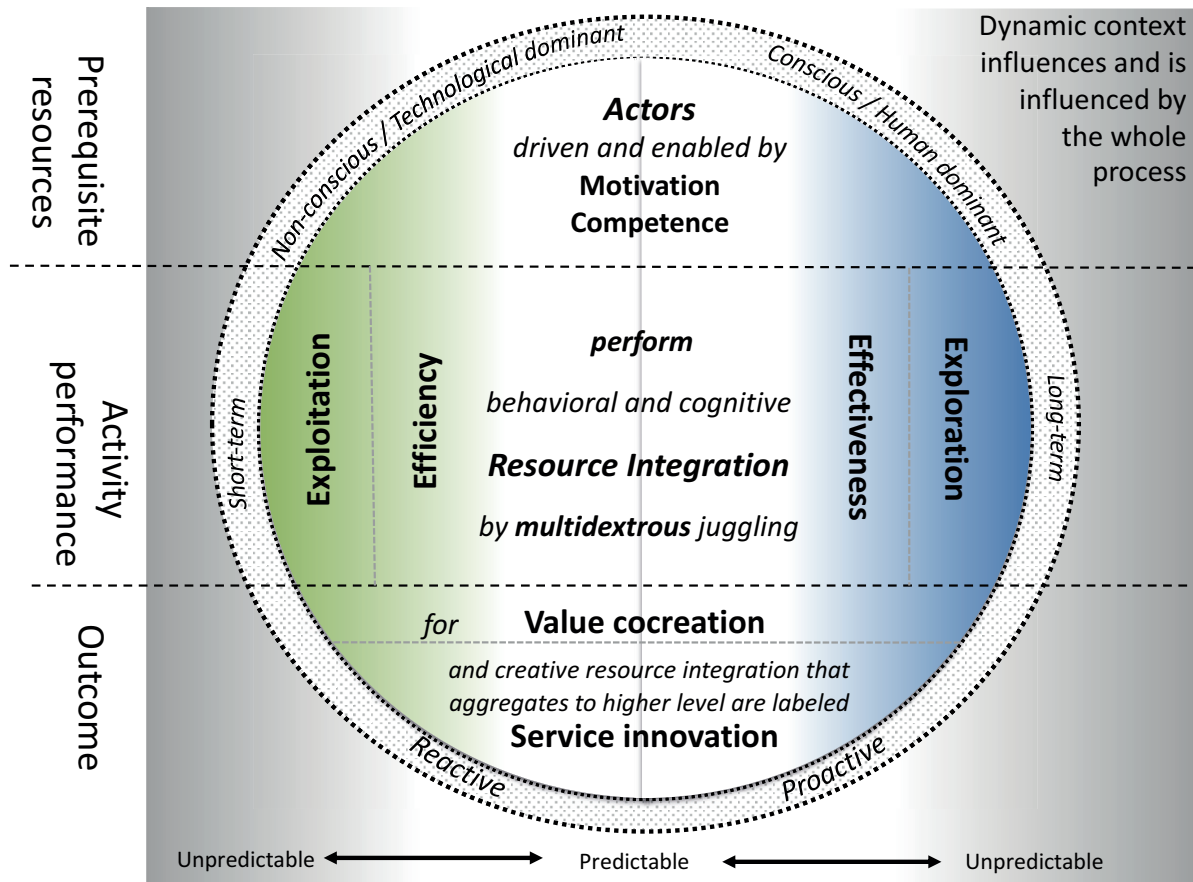 Prerequisite
resources
Non-conscious / Technological dominant
Conscious / Human dominant
Dynamic context
influences and is
influenced by
the whole
process
Actors
driven and enabled by
Motivation
Competence
Activity
performance
Short-term
Exploitation
Efficiency
perform
behavioral and cognitive
Resource Integration
by multidextrous juggling
Effectiveness
Exploration
Long-term
Outcome
for Value cocreation
and creative resource integration that
aggregates to higher level are labeled
Service innovation
Reactive
Proactive
Unpredictable
Predictable
Unpredictable